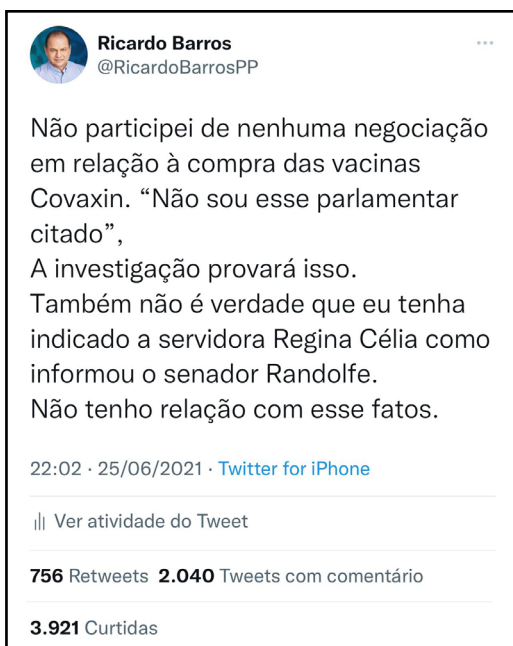 Ricardo Barros
@RicardoBarrosPP
Não participei de nenhuma negociação
em relação à compra das vacinas
Covaxin. “Não sou esse parlamentar
citado”,
A investigação provará isso.
Também não é verdade que eu tenha
indicado a servidora Regina Célia como
informou o senador Randolfe.
Não tenho relação com esse fatos.
22:02 · 25/06/2021 · Twitter for iPhone
Ver atividade do Tweet
756 Retweets 2.040 Tweets com comentário
3.921 Curtidas